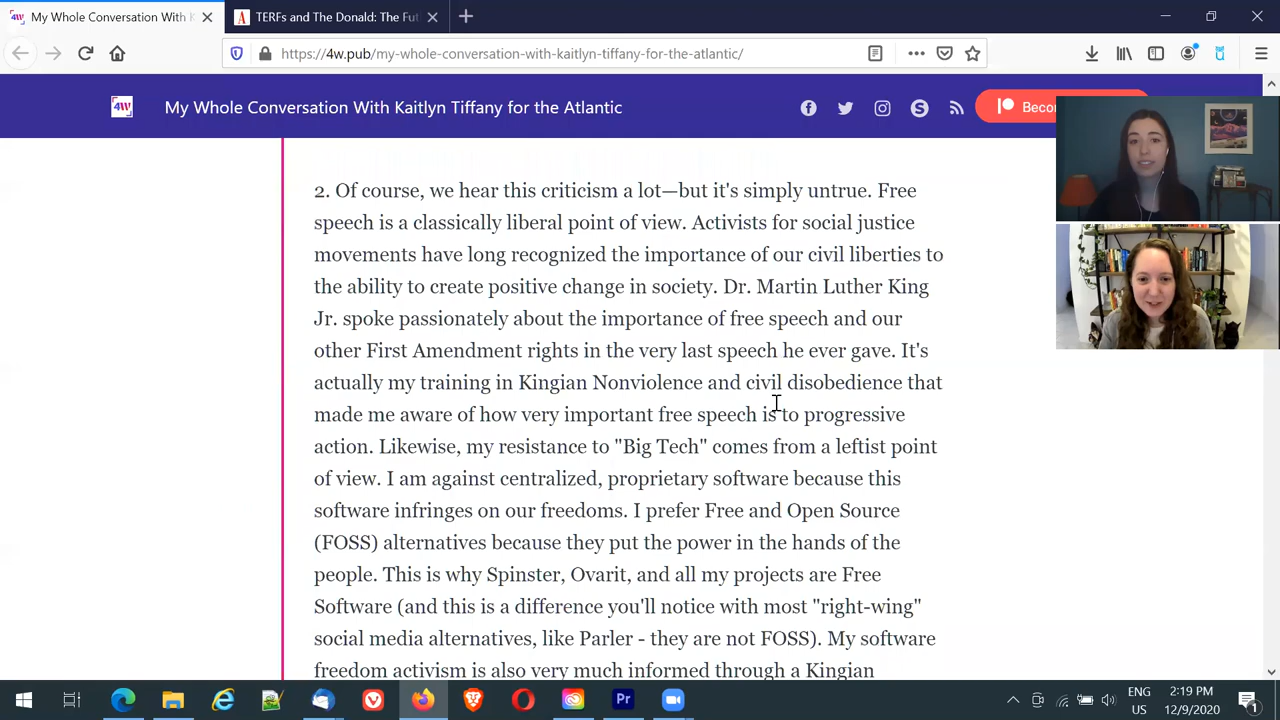 My Whole Conversation With K
TERFs and The Donald: The Fut
https://4w.pub/my-whole-conversation-with-kaitlyn-tiffany-for-the-atlantic/
4W
My Whole Conversation With Kaitlyn Tiffany for the Atlantic
Beco
2. Of course, we hear this criticism a lot—but it's simply untrue. Free
speech is a classically liberal point of view. Activists for social justice
movements have long recognized the importance of our civil liberties to
the ability to create positive change in society. Dr. Martin Luther King
Jr. spoke passionately about the importance of free speech and our
other First Amendment rights in the very last speech he ever gave. It's
actually my training in Kingian Nonviolence and civil disobedience that
made me aware of how very important free speech is to progressive
action. Likewise, my resistance to "Big Tech" comes from a leftist point
of view. I am against centralized, proprietary software because this
software infringes on our freedoms. I prefer Free and Open Source
(FOSS) alternatives because they put the power in the hands of the
people. This is why Spinster, Ovarit, and all my projects are Free
Software (and this is a difference you'll notice with most "right-wing"
social media alternatives, like Parler - they are not FOSS). My software
freedom activism is also very much informed through a Kingian
ENG
US
2:19 PM
12/9/2020
1